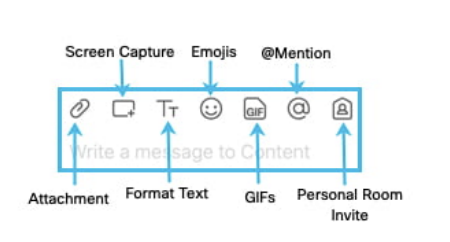 Screen Capture Emojis @Mention
GIF @
Write a message to Content
Attachment Format Text GIFs Personal Room
Invite